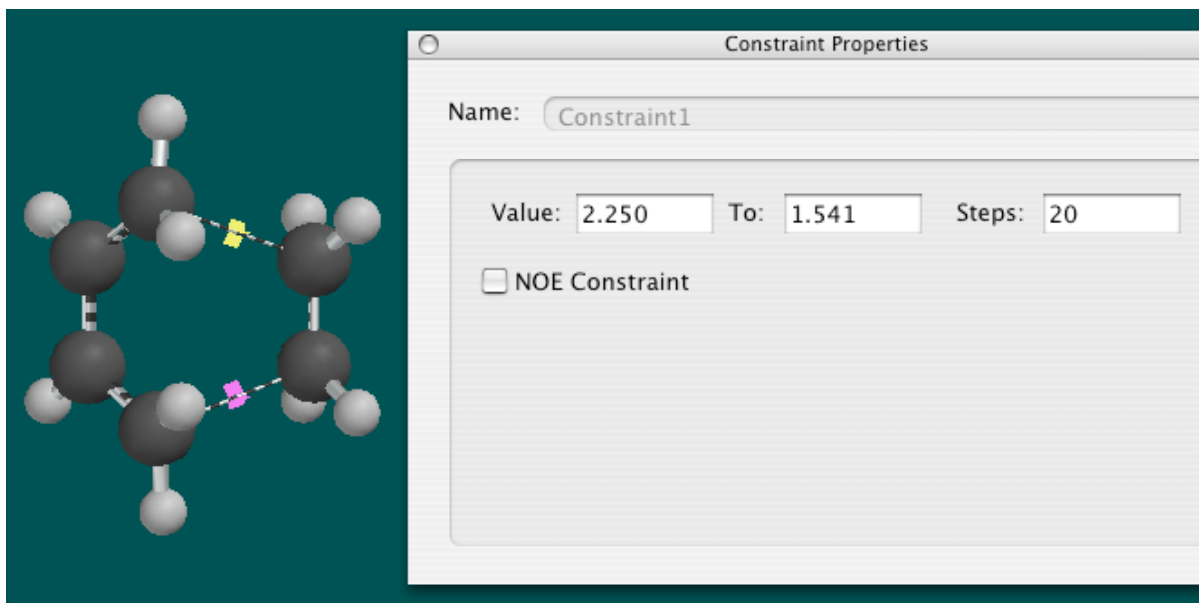 Constraint Properties
Name: Constraint1
Value: 2.250 To: 1.541 Steps: 20
NOE Constraint